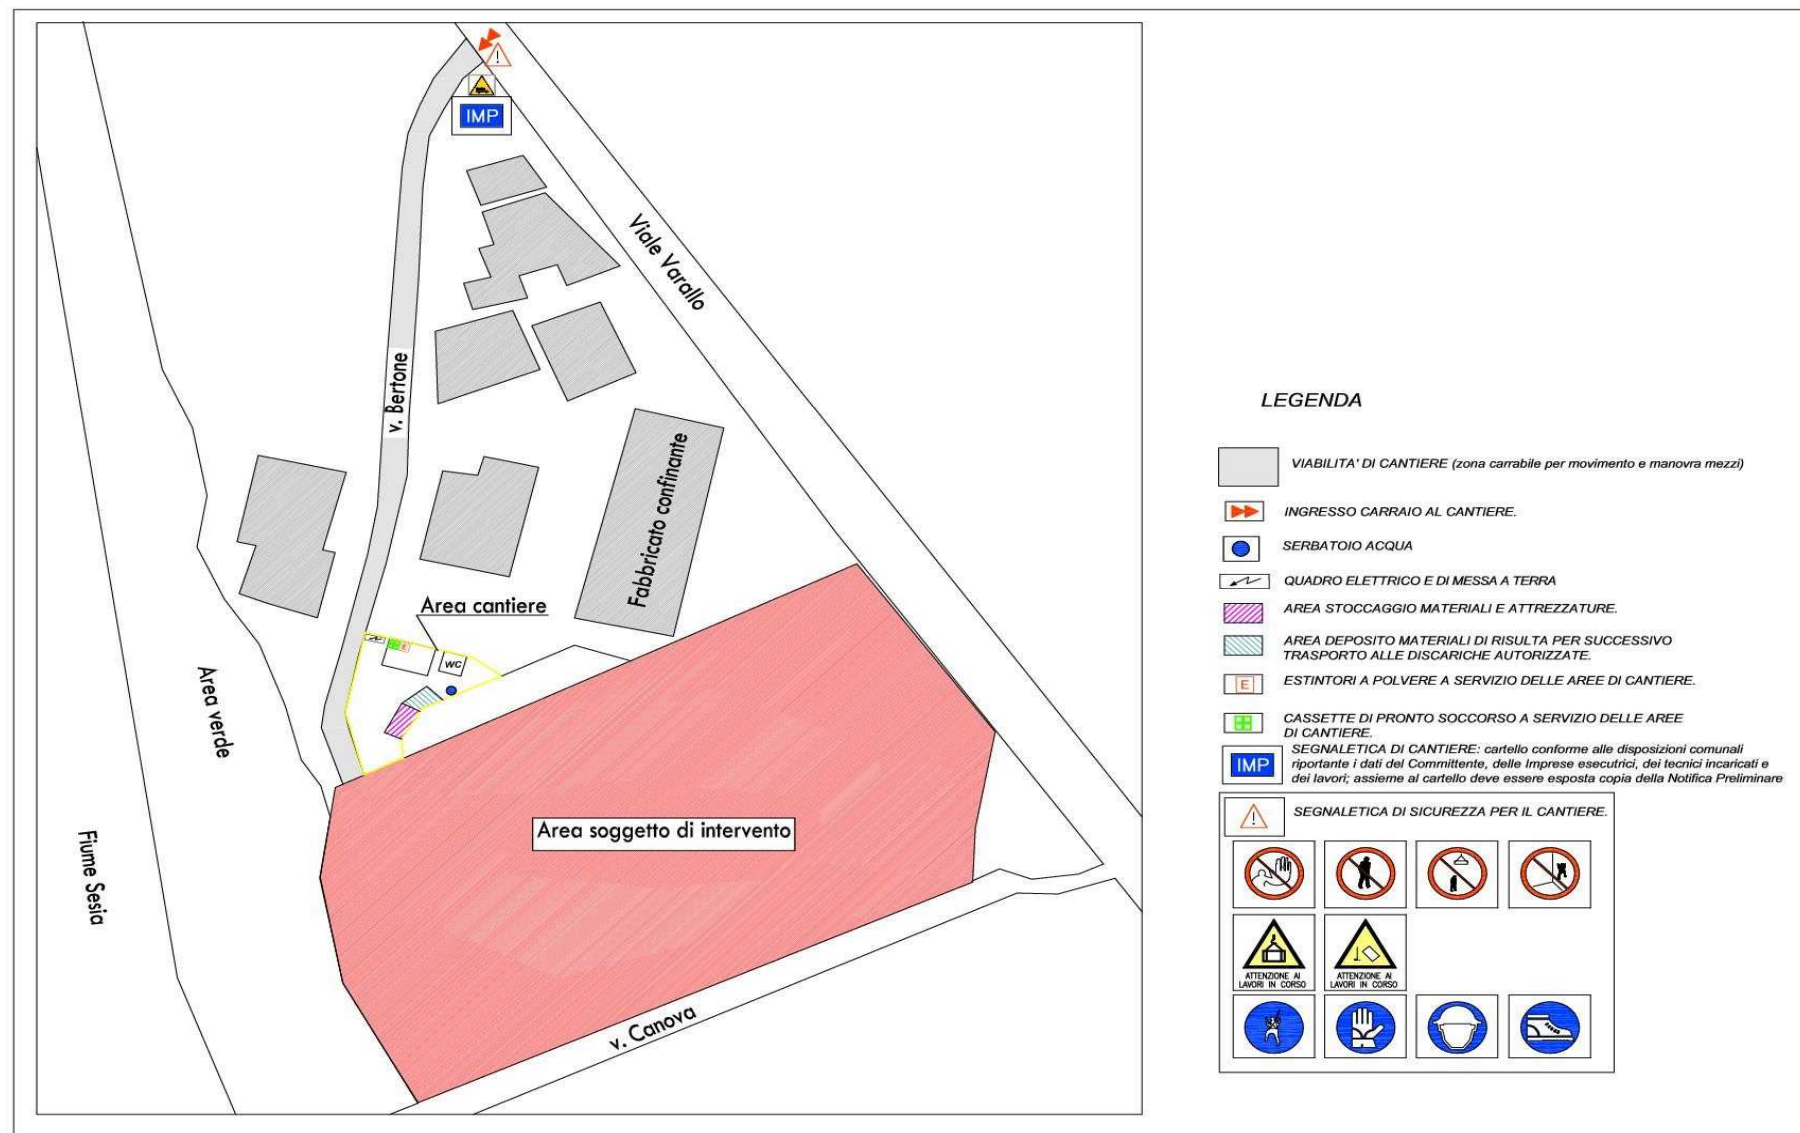 IMP
Viale Varallo
v. Bertone
Fabbricato confinante
Area cantiere
E
WC
Area verde
Fiume Sesia
Area soggetto di intervento
v. Canova
LEGENDA
VIABILITA' DI CANTIERE (zona carrabile per movimento e manovra mezzi)
INGRESSO CARRAIO AL CANTIERE.
SERBATOIO ACQUA
QUADRO ELETTRICO E DI MESSA A TERRA
AREA STOCCAGGIO MATERIALI E ATTREZZATURE.
AREA DEPOSITO MATERIALI DI RISULTA PER SUCCESSIVO
TRASPORTO ALLE DISCARICHE AUTORIZZATE.
E ESTINTORI A POLVERE A SERVIZIO DELLE AREE DI CANTIERE.
CASSETTE DI PRONTO SOCCORSO A SERVIZIO DELLE AREE
DI CANTIERE.
SEGNALETICA DI CANTIERE: cartello conforme alle disposizioni comunali
IMP riportante i dati del Committente, delle Imprese esecutrici, dei tecnici incaricati e
dei lavori; assieme al cartello deve essere esposta copia della Notifica Preliminare
! SEGNALETICA DI SICUREZZA PER IL CANTIERE.
ATTENZIONE AI
LAVORI IN CORSO
ATTENZIONE AI
LAVORI IN CORSO